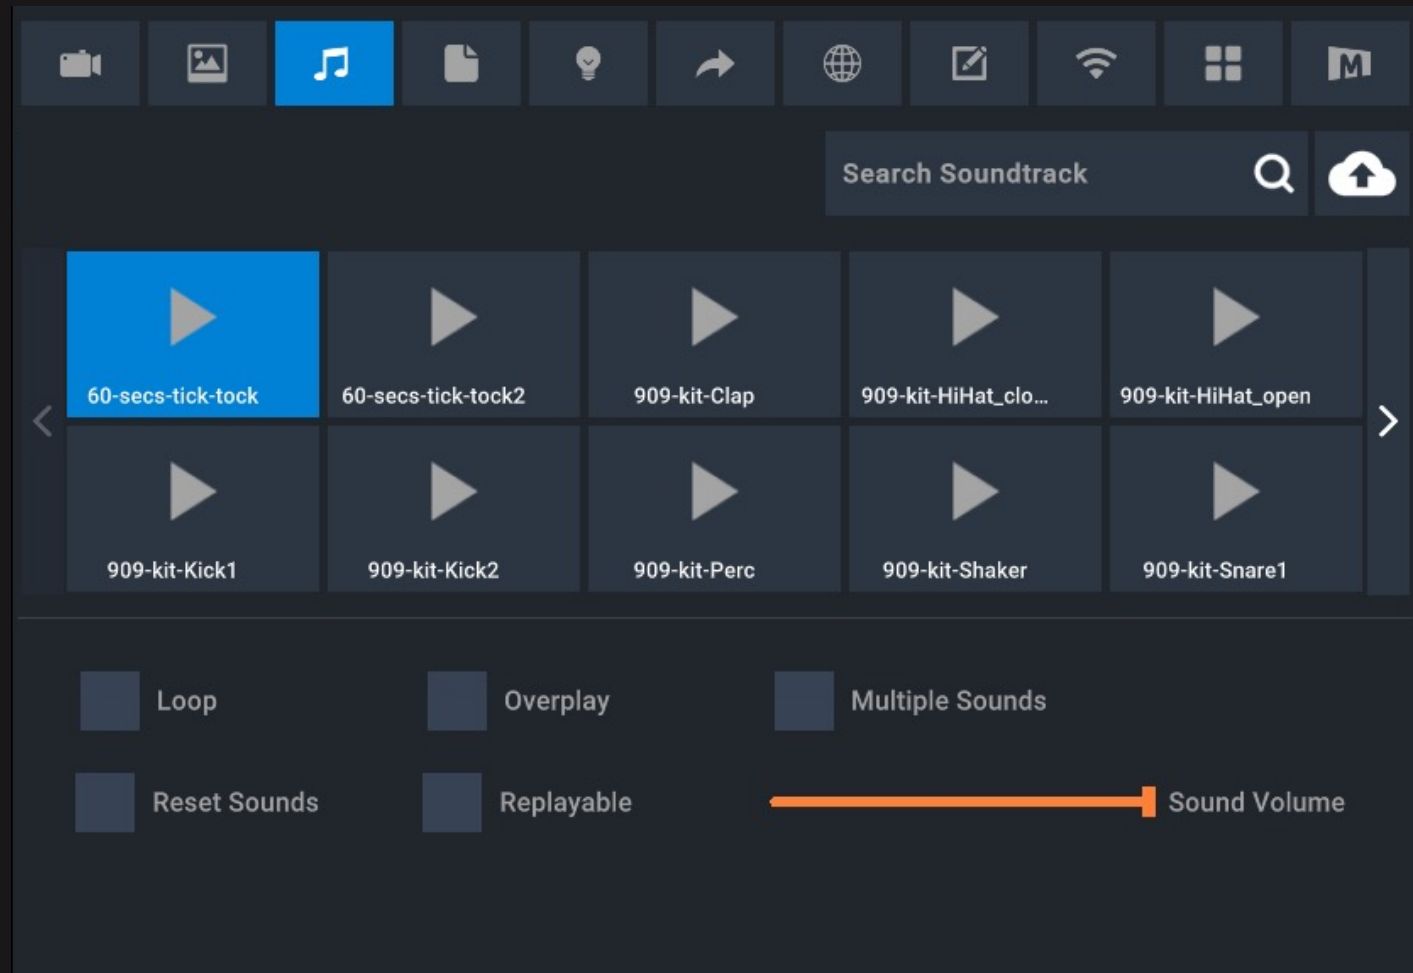 M
Search Soundtrack
60-secs-tick-tock
60-secs-tick-tock2
909-kit-Clap
909-kit-HiHat_clo...
909-kit-HiHat_open
909-kit-Kick1
909-kit-Kick2
909-kit-Perc
909-kit-Shaker
909-kit-Snare1
Loop
Overplay
Multiple Sounds
Reset Sounds
Replayable
Sound Volume